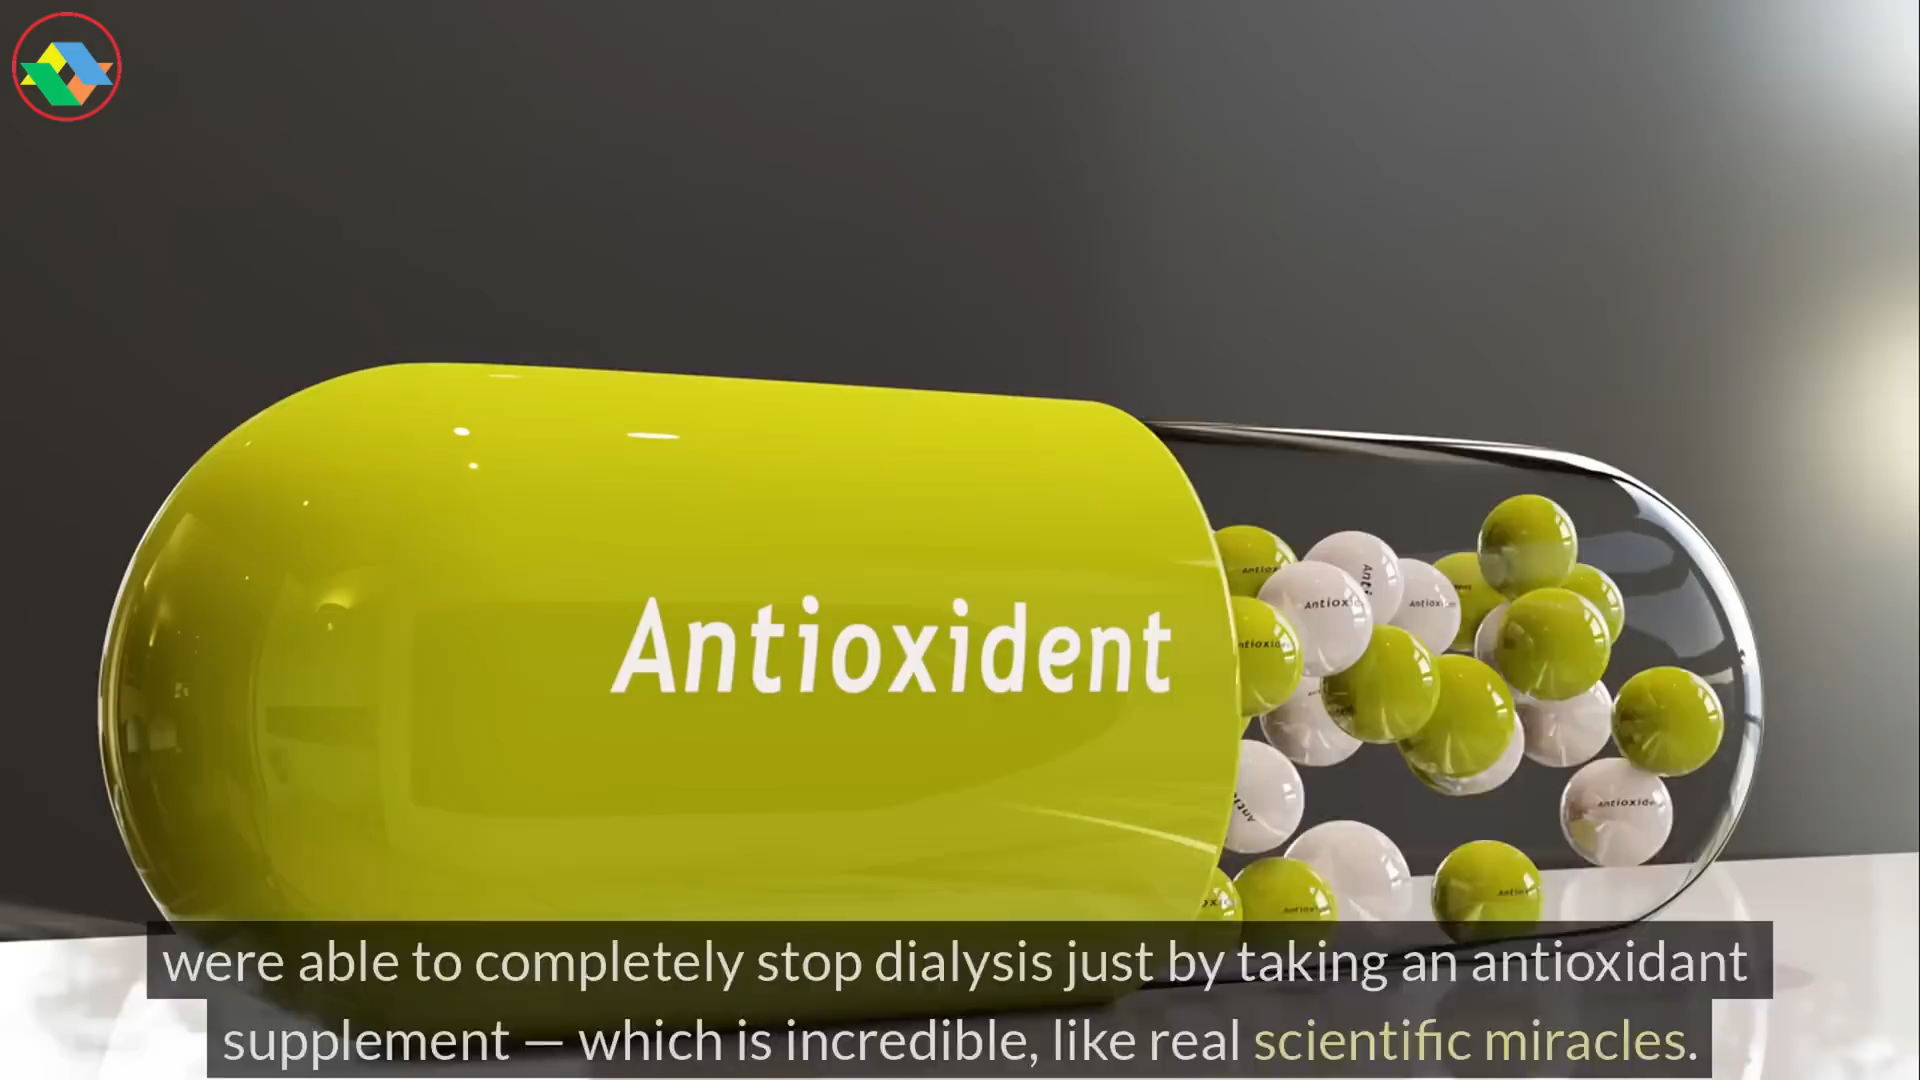 Antioxident
were able to completely stop dialysis just by taking an antioxidant
supplement — which is incredible, like real scientific miracles.